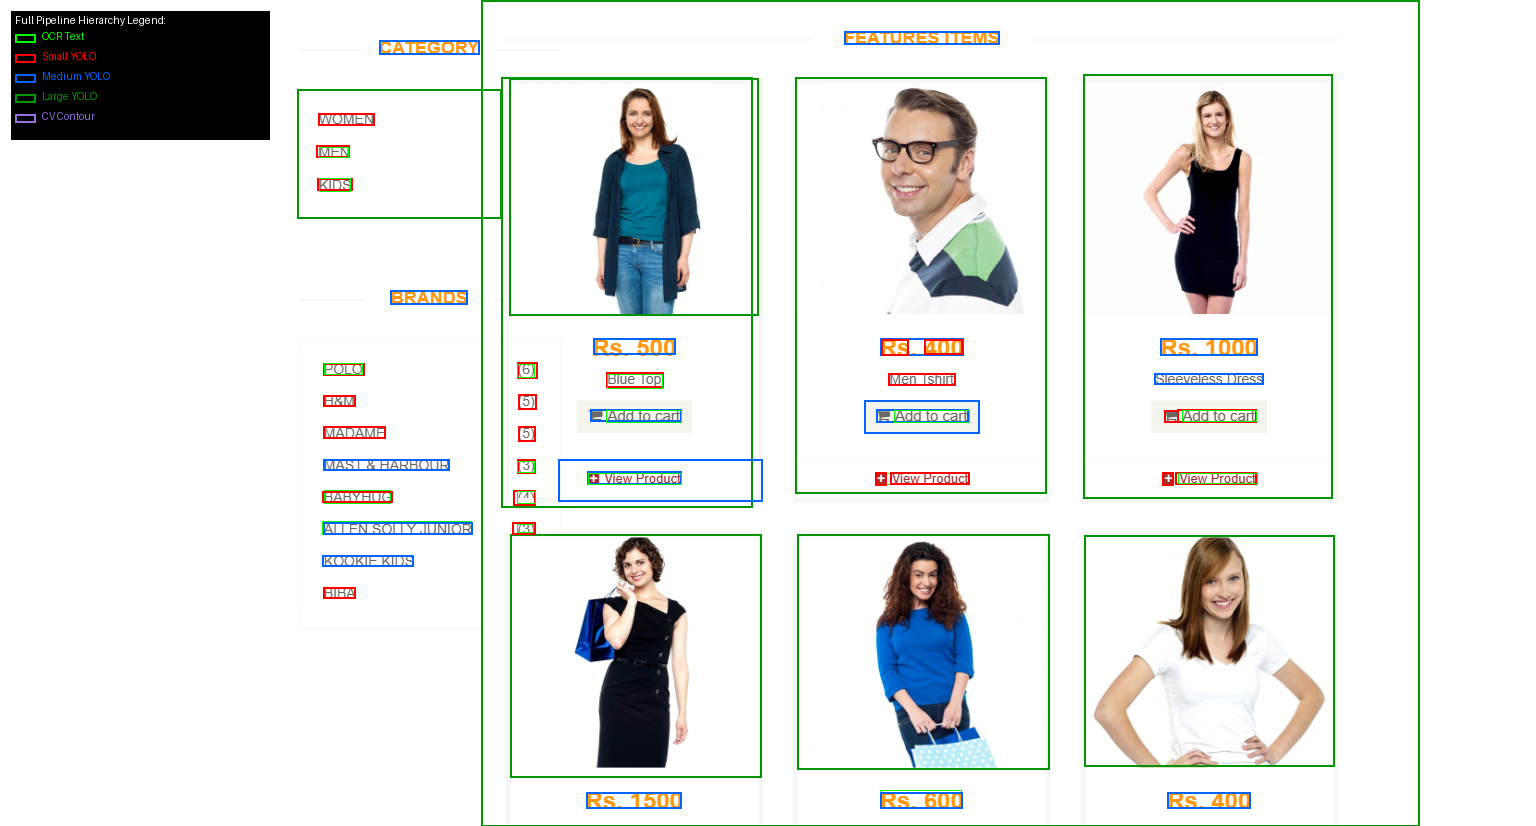 Full Pipeline Hierarchy Legend:
OCR Text
Small YOLO
Medium YOLO
Large YOLO
CV Contour
CATEGORY
WOMEN
MEN
KIDS
BRANDS
POLO (6)
H&M (5)
MADAME (5)
MAST & HARBOUR (3)
BABYHUG (4)
ALLEN SOLLY JUNIOR (3)
KOOKIE KIDS
BIBA
FEATURES ITEMS
Rs. 500
Blue Top
Add to cart
View Product
Rs. 400
Men Tshirt
Add to cart
View Product
Rs. 1000
Sleeveless Dress
Add to cart
View Product
Rs. 1500
Rs. 600
Rs. 400